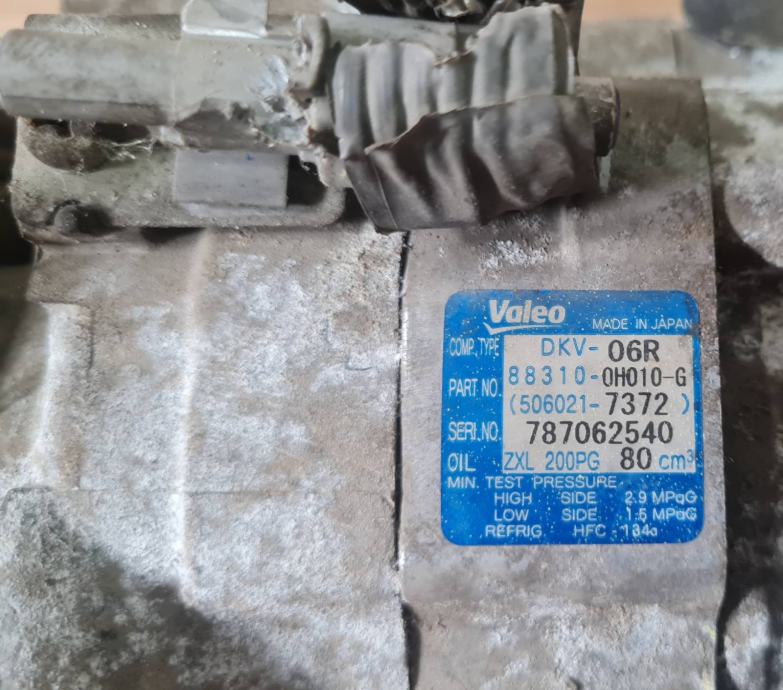 Valeo
MADE IN JAPAN
COMP.TYPE DKV-06R
PART NO. 88310-0H010-G
(506021-7372 )
SERI.NO. 787062540
OIL ZXL 200PG 80 cm³
MIN. TEST PRESSURE
HIGH SIDE 2.9 MPaG
LOW SIDE 1.6 MPaG
REFRIG HFC-134a